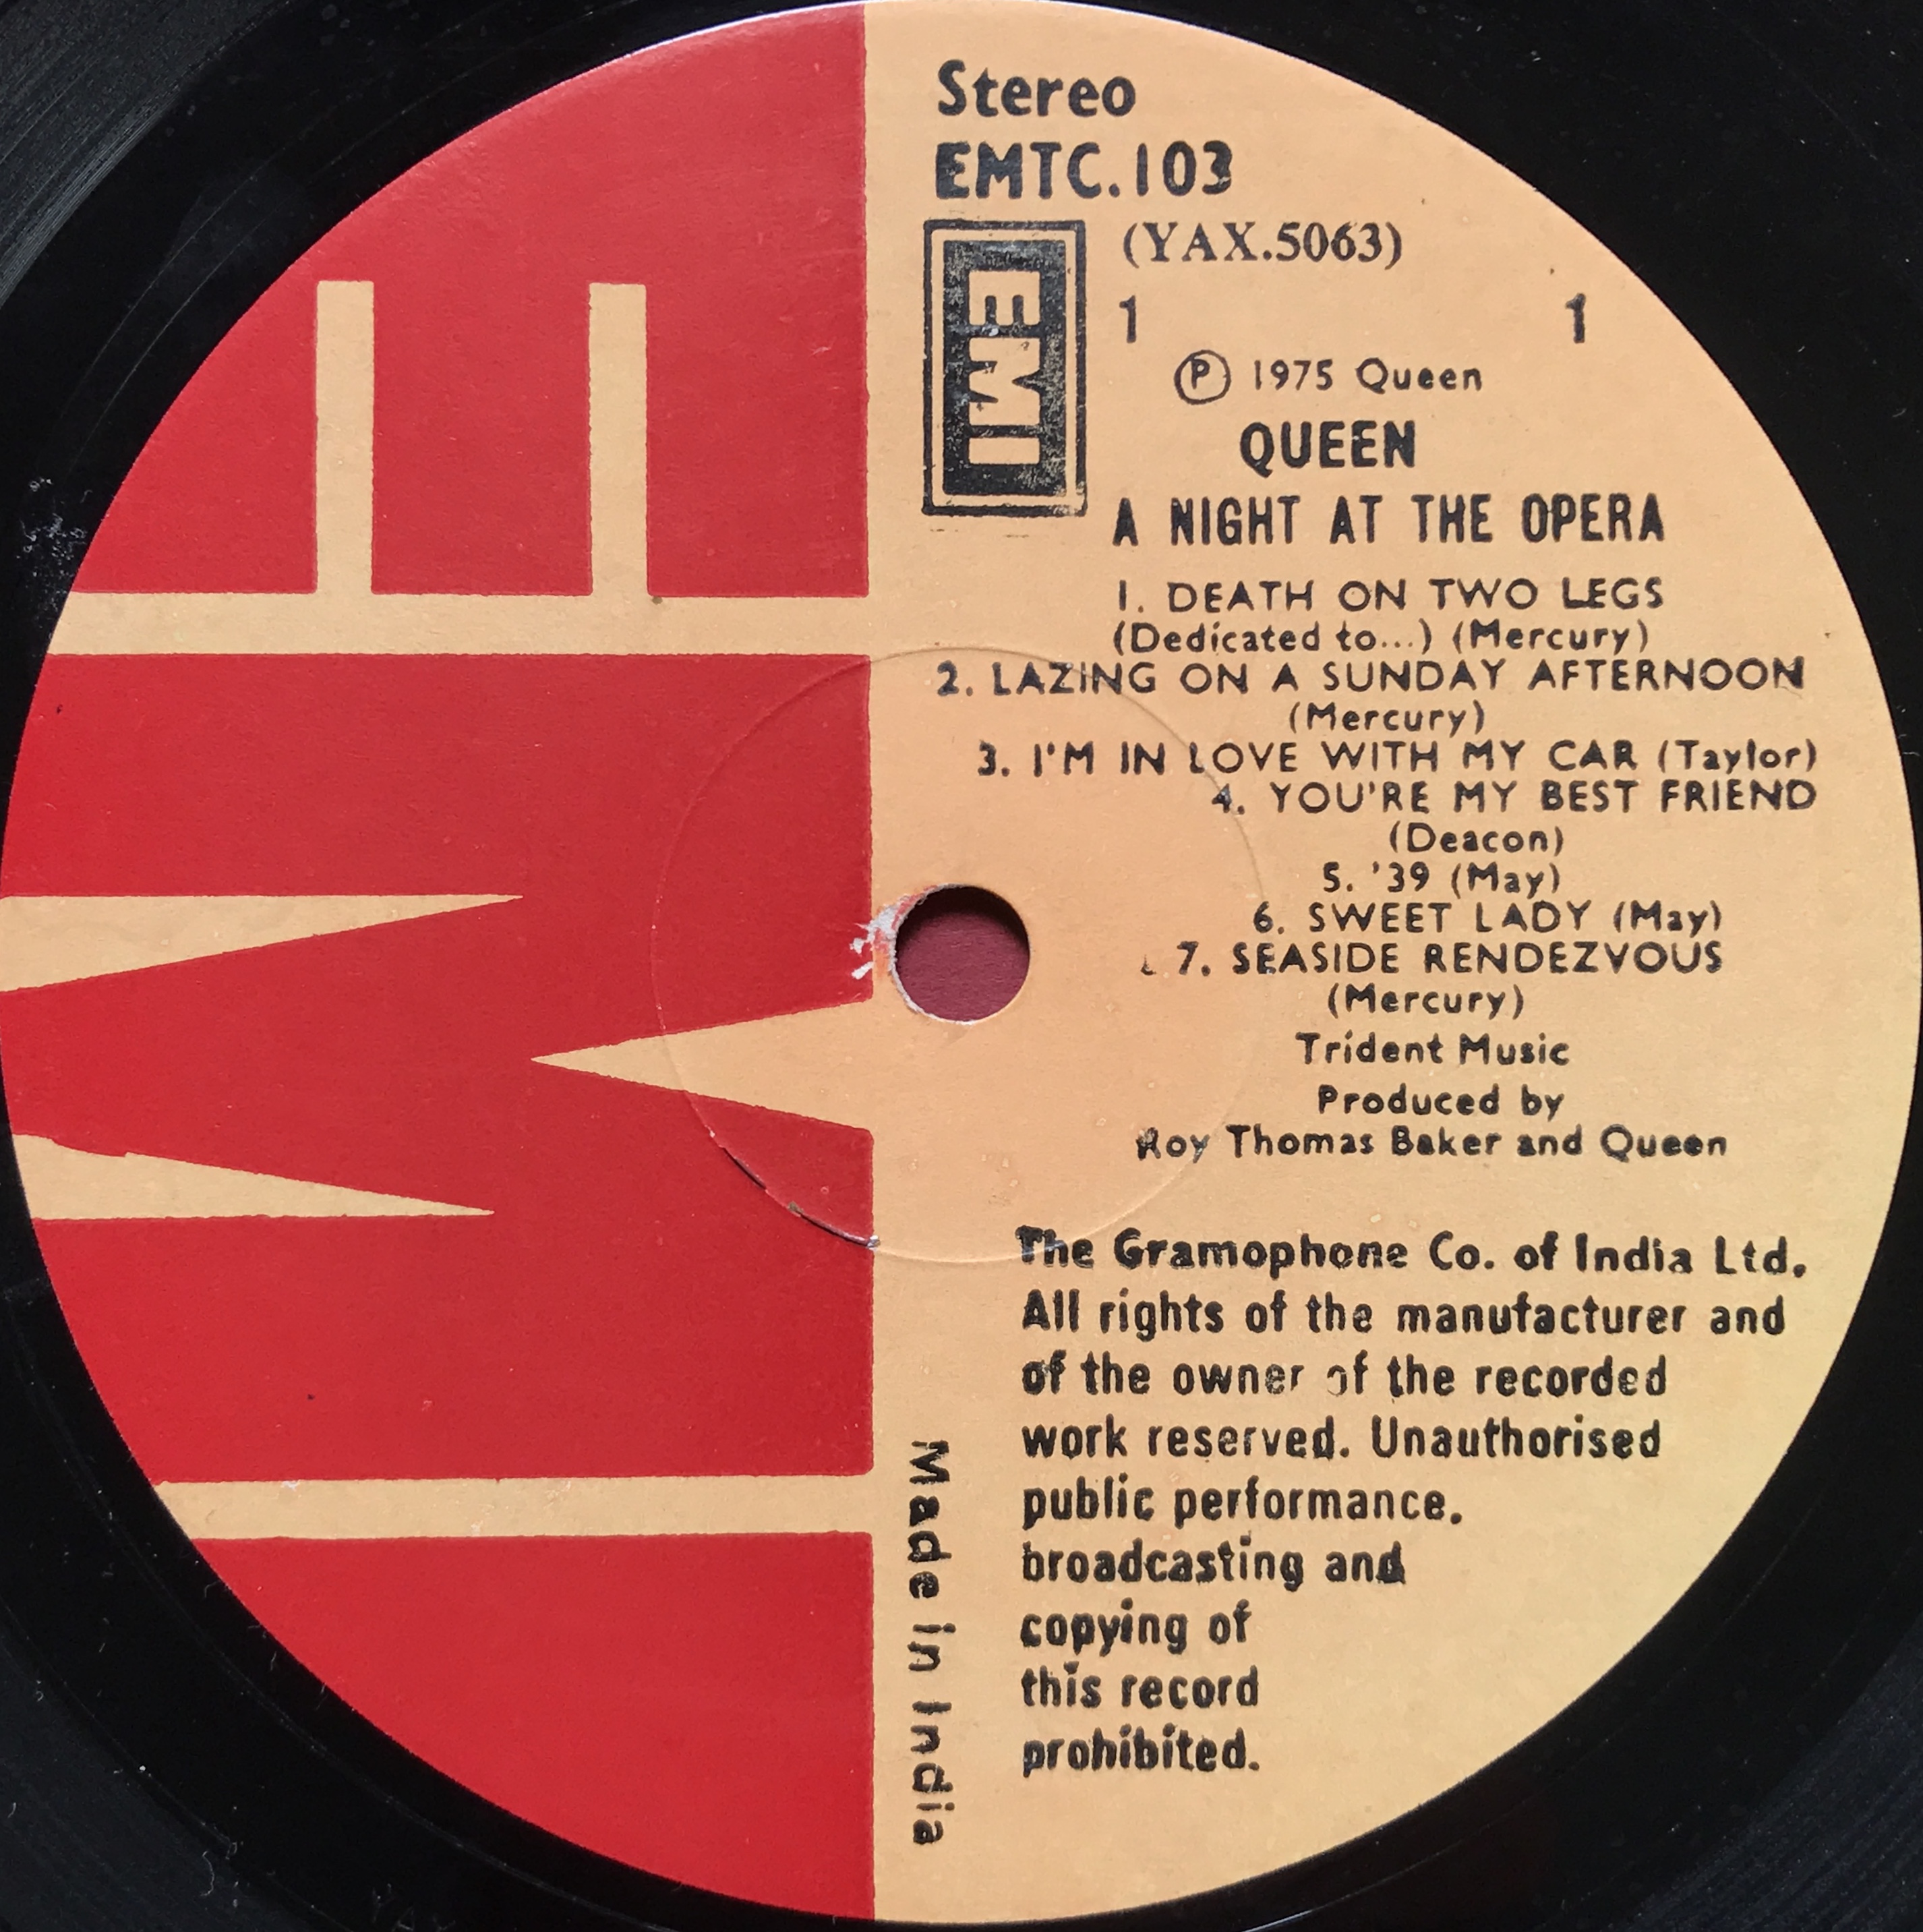 Stereo
EMTC.103
(YAX.5063)
EMI
1 1
Ⓟ 1975 Queen
QUEEN
A NIGHT AT THE OPERA
1. DEATH ON TWO LEGS
(Dedicated to...) (Mercury)
2. LAZING ON A SUNDAY AFTERNOON
(Mercury)
3. I'M IN LOVE WITH MY CAR (Taylor)
4. YOU'RE MY BEST FRIEND
(Deacon)
5. '39 (May)
6. SWEET LADY (May)
7. SEASIDE RENDEZVOUS
(Mercury)
Trident Music
Produced by
Roy Thomas Baker and Queen
The Gramophone Co. of India Ltd.
All rights of the manufacturer and
of the owner of the recorded
work reserved. Unauthorised
public performance.
broadcasting and
copying of
this record
prohibited.
Made in India
EMI